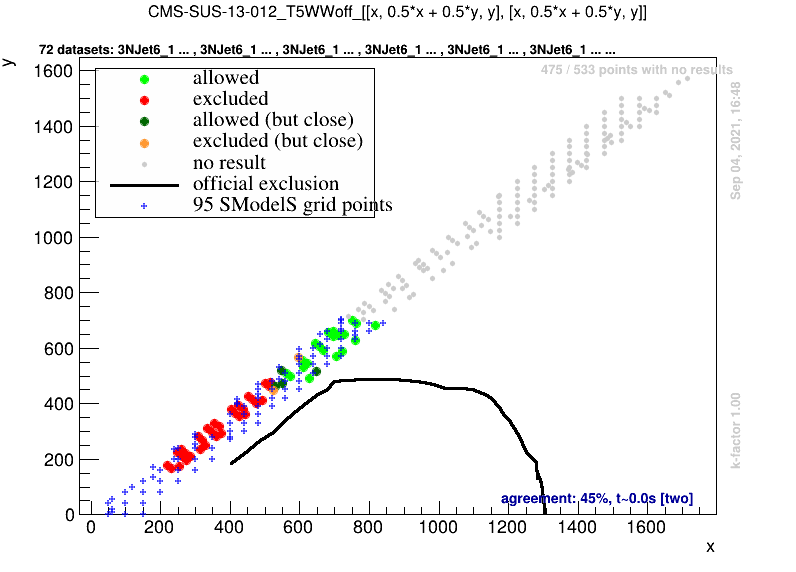 CMS-SUS-13-012_T5WWoff_[[x, 0.5*x + 0.5*y, y], [x, 0.5*x + 0.5*y, y]]
72 datasets: 3NJet6_1 ... , 3NJet6_1 ... , 3NJet6_1 ... , 3NJet6_1 ... , 3NJet6_1 ... , 3NJet6_1 ... ...
y
475 / 533 points with no results
allowed
excluded
allowed (but close)
excluded (but close)
no result
official exclusion
95 SModelS grid points
Sep 04, 2021, 16:48
k-factor 1.00
1600
1400
1200
1000
800
600
400
200
0
agreement: 45%, t~0.0s [two]
0 200 400 600 800 1000 1200 1400 1600
x